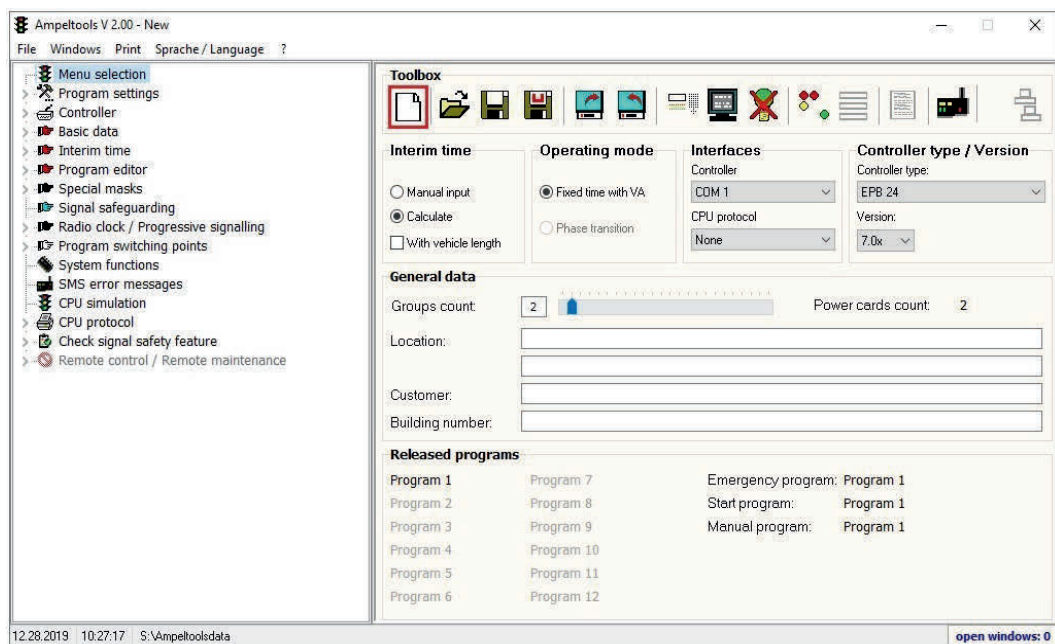 Ampeltools V 2.00 - New
File Windows Print Sprache / Language ?
Menu selection
Program settings
Controller
Basic data
Interim time
Program editor
Special masks
Signal safeguarding
Radio clock / Progressive signalling
Program switching points
System functions
SMS error messages
CPU simulation
CPU protocol
Check signal safety feature
Remote control / Remote maintenance
Toolbox
Interim time
Manual input
Calculate
With vehicle length
Operating mode
Fixed time with VA
Phase transition
Interfaces
Controller
COM 1
CPU protocol
None
Controller type / Version
Controller type:
EPB 24
Version:
7.0x
General data
Groups count: 2 Power cards count: 2
Location:
Customer:
Building number:
Released programs
Program 1 Program 7 Emergency program: Program 1
Program 2 Program 8 Start program: Program 1
Program 3 Program 9 Manual program: Program 1
Program 4 Program 10
Program 5 Program 11
Program 6 Program 12
12.28.2019 10:27:17 S:\Ampeltoolsdata open windows: 0